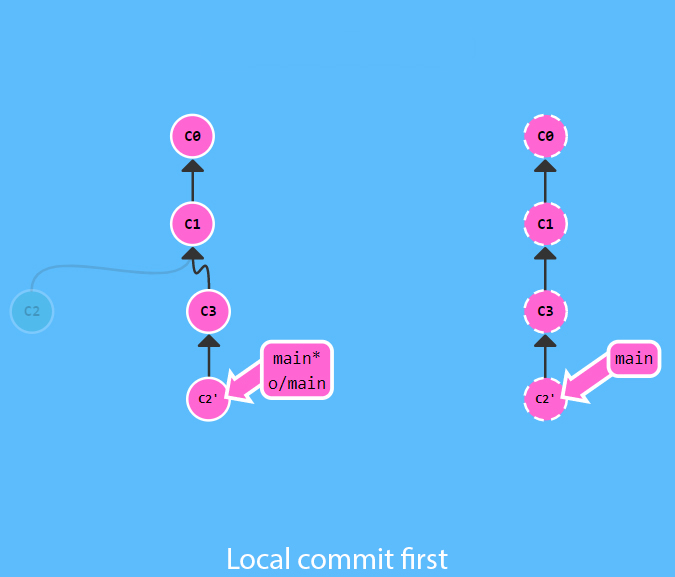 C0
C0
C1
C1
C2
C3
C3
main*
o/main
main
C2'
C2'
Local commit first